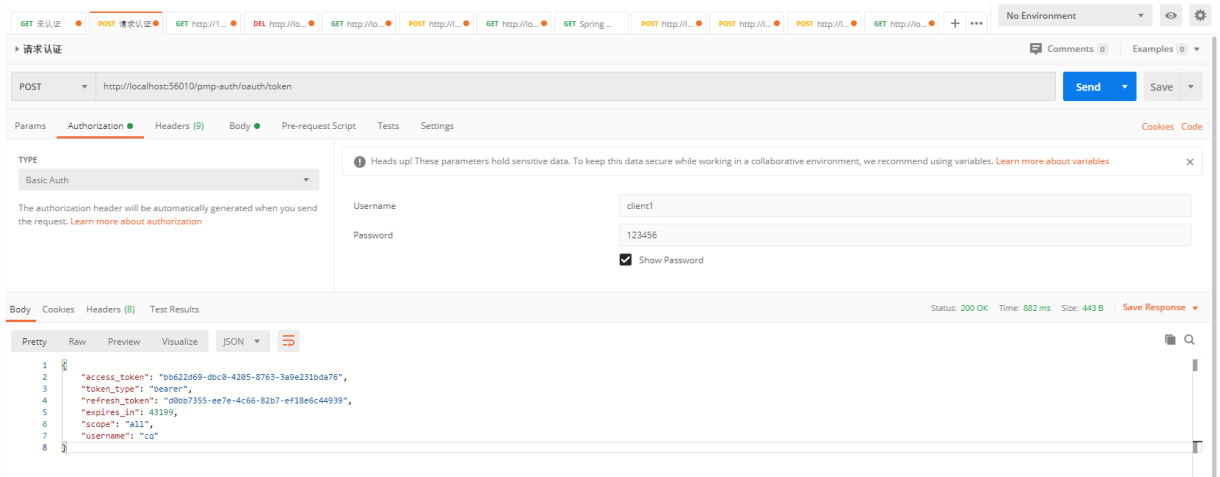 GET 未认证 POST 请求认证 GET http://1... DEL http://lo... GET http://lo... POST http://l... GET http://lo... GET Spring ... POST http://l... POST http://l... POST http://l... GET http://lo... + ••• No Environment
请求认证 Comments 0 Examples 0
POST http://localhost:56010/pmp-auth/oauth/token Send Save
Params Authorization Headers (9) Body Pre-request Script Tests Settings Cookies Code
TYPE
Heads up! These parameters hold sensitive data. To keep this data secure while working in a collaborative environment, we recommend using variables. Learn more about variables
Basic Auth
The authorization header will be automatically generated when you send
the request. Learn more about authorization
Username client1
Password 123456
Show Password
Body Cookies Headers (8) Test Results Status: 200 OK Time: 882 ms Size: 443 B Save Response
Pretty Raw Preview Visualize JSON
1 {
2 "access_token": "bb622d69-dbc0-4205-8763-3a9e231bda76",
3 "token_type": "bearer",
4 "refresh_token": "d0bb7355-ee7e-4c66-82b7-ef18e6c44939",
5 "expires_in": 43199,
6 "scope": "all",
7 "username": "cq"
8 }